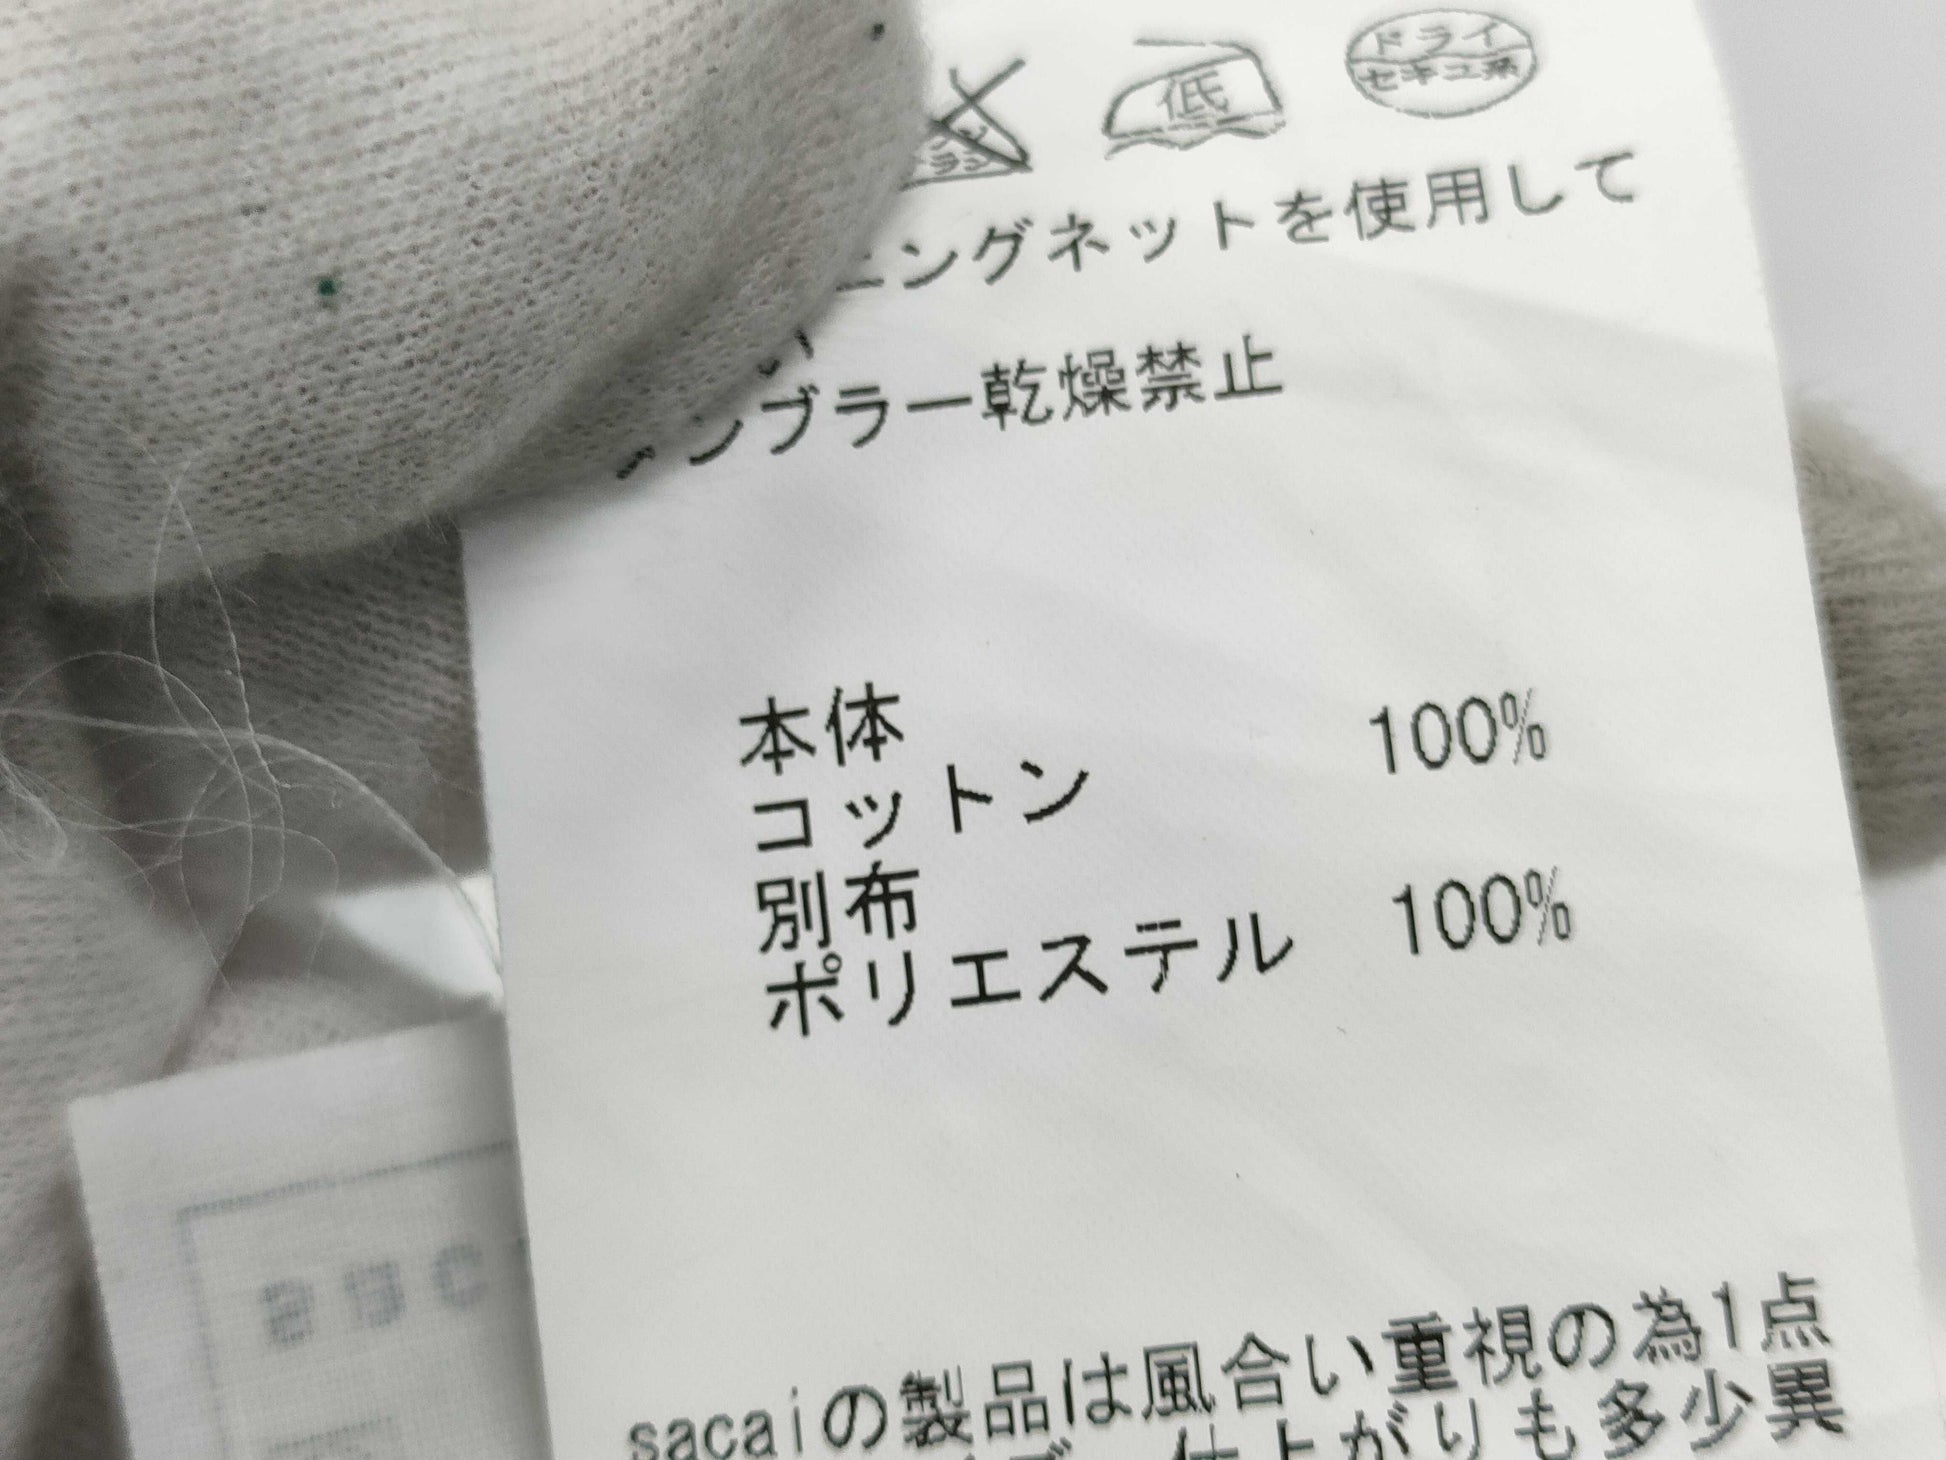 低
ドライ
セキユ系
ニングネットを使用して
い
ンブラー乾燥禁止
本体
コットン 100%
別布
ポリエステル 100%
sacaiの製品は風合い重視の為1点
仕上がりも多少異